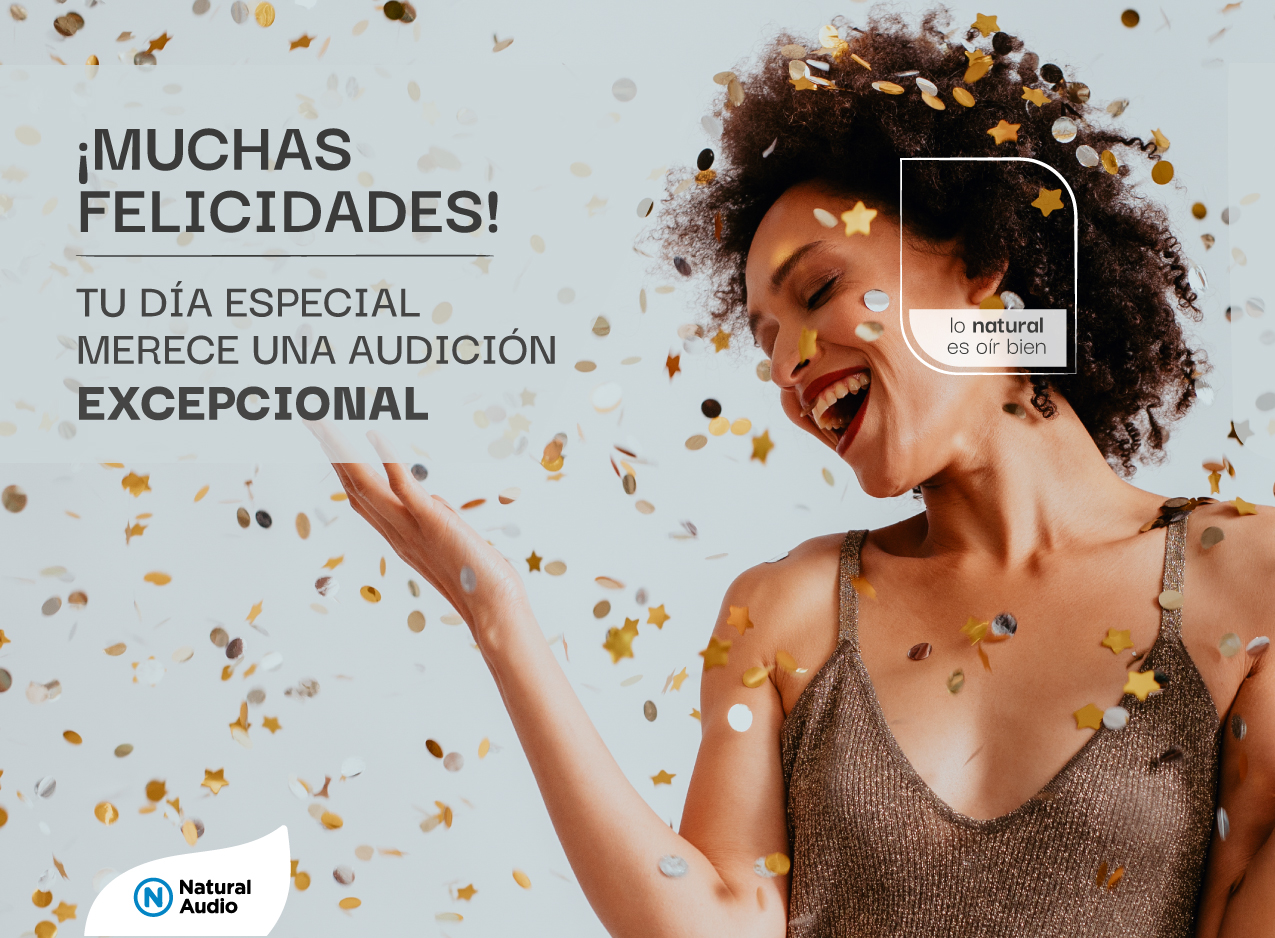 ¡MUCHAS
FELICIDADES!
TU DÍA ESPECIAL
MERECE UNA AUDICIÓN
EXCEPCIONAL
lo natural
es oír bien
N
Natural
Audio